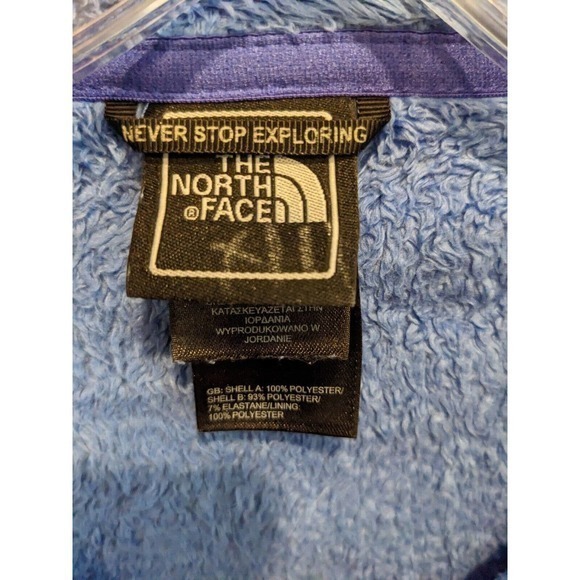 NEVER STOP EXPLORING
THE
NORTH
® FACE
ΚΑΤΑΣΚΕΥΑΖΕΤΑΙ ΣΤΗΝ
ΙΟΡΔΑΝΙΑ
WYPRODUKOWANO W
JORDANIE
GB: SHELL A: 100% POLYESTER/
SHELL B: 93% POLYESTER/
7% ELASTANE/LINING:
100% POLYESTER